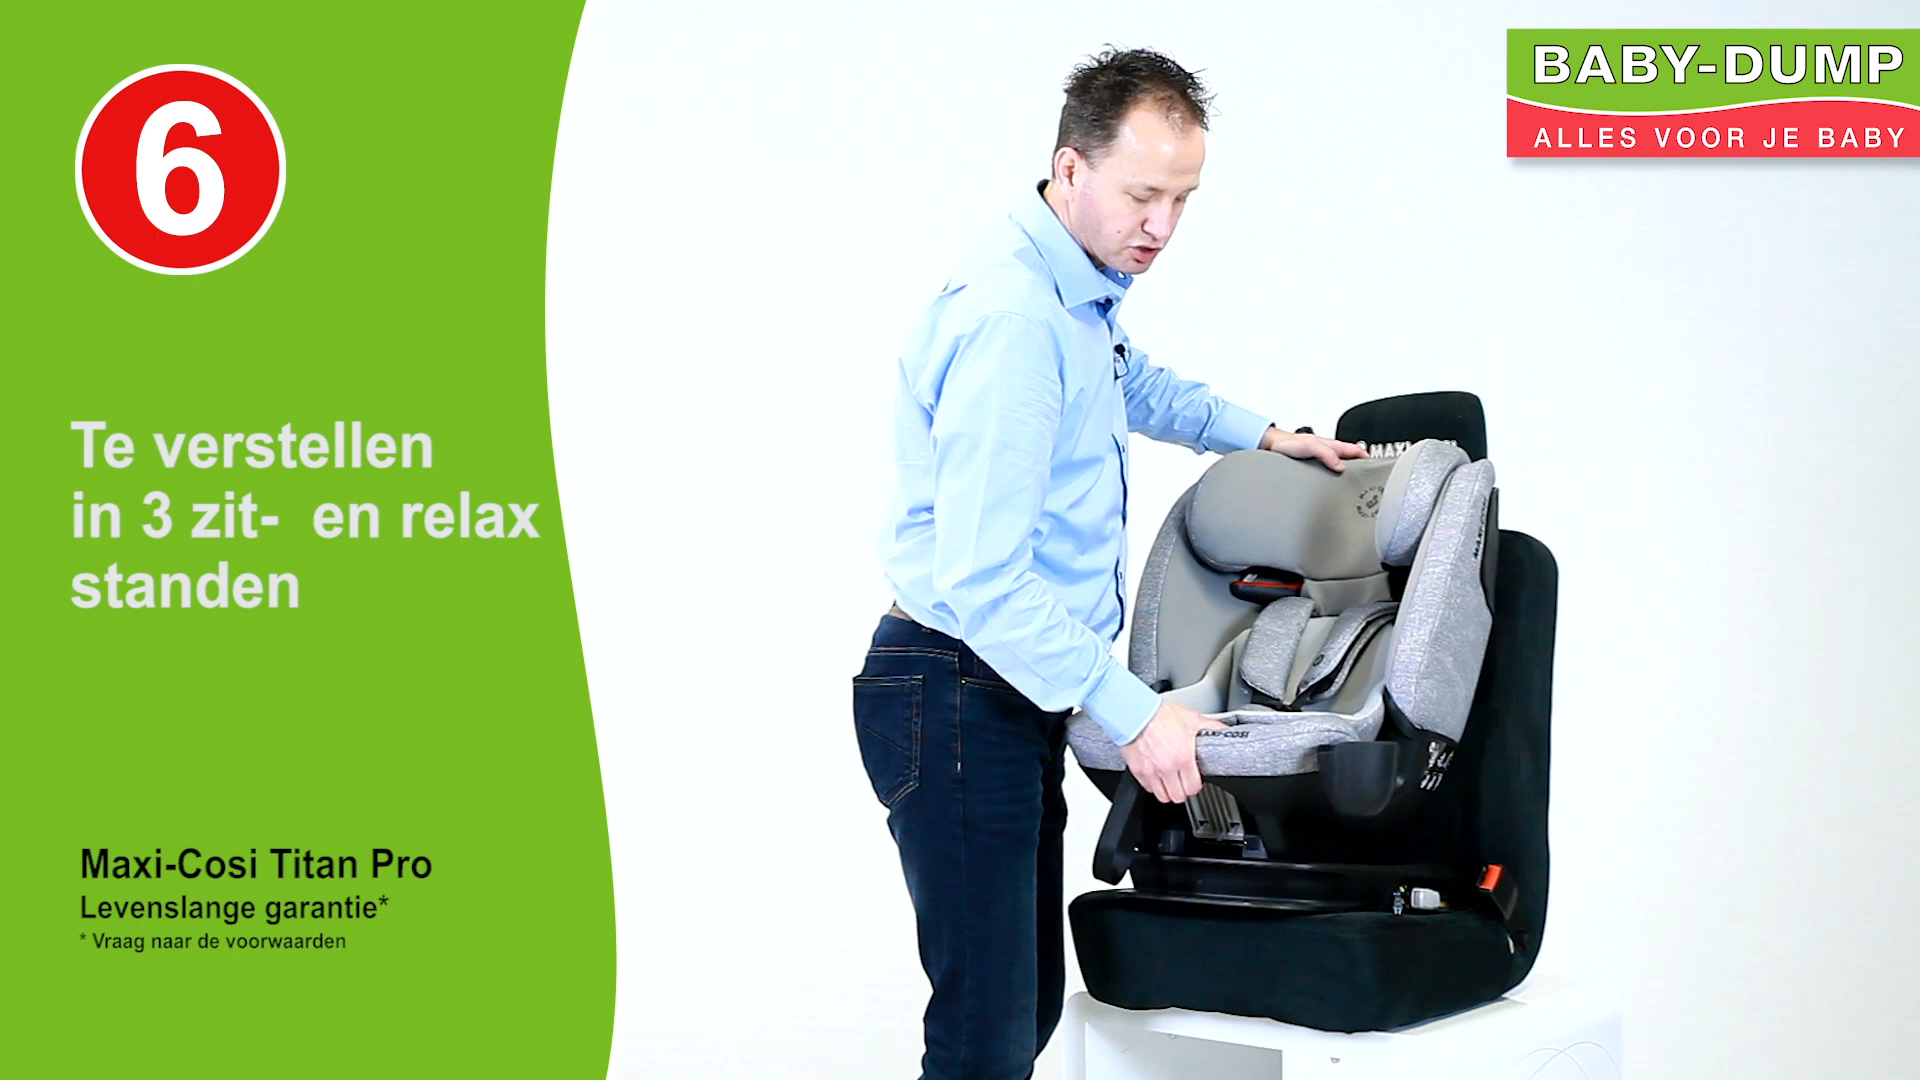 6
BABY-DUMP
ALLES VOOR JE BABY
Te verstellen
in 3 zit- en relax
standen
Maxi-Cosi Titan Pro
Levenslange garantie*
* Vraag naar de voorwaarden
MAXI-COSI